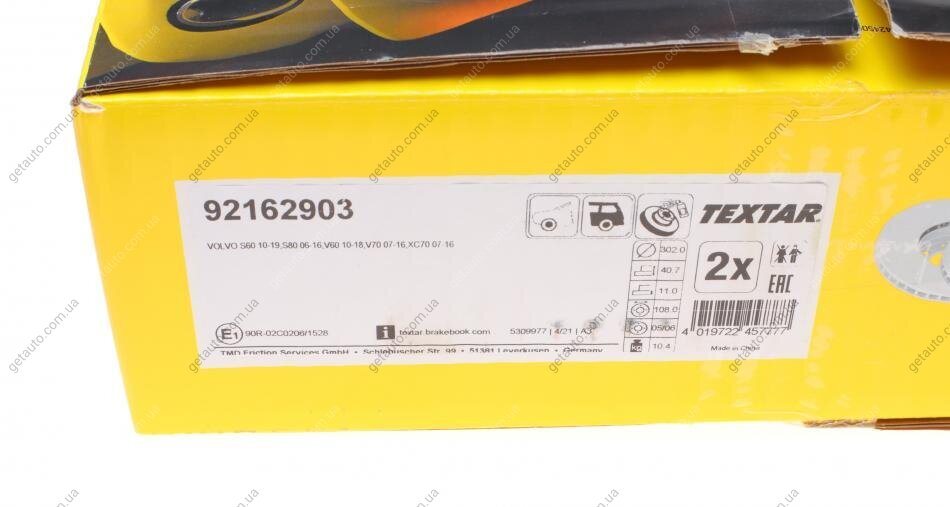 92162903
VOLVO S60 10-19,S80 06-16,V60 10-18,V70 07-16,XC70 07-16
TEXTAR
302.0
40.7
11.0
108.0
05/06
10.4
kg
2x
EAC
E1 90R-02C0206/1528
i textar.brakebook.com
5309977 | 4/21 | A3
4 019722 457777
TMD Friction Services GmbH • Schlebuscher Str. 99 • 51381 Leverkusen • Germany
Made in China
getauto.com.ua